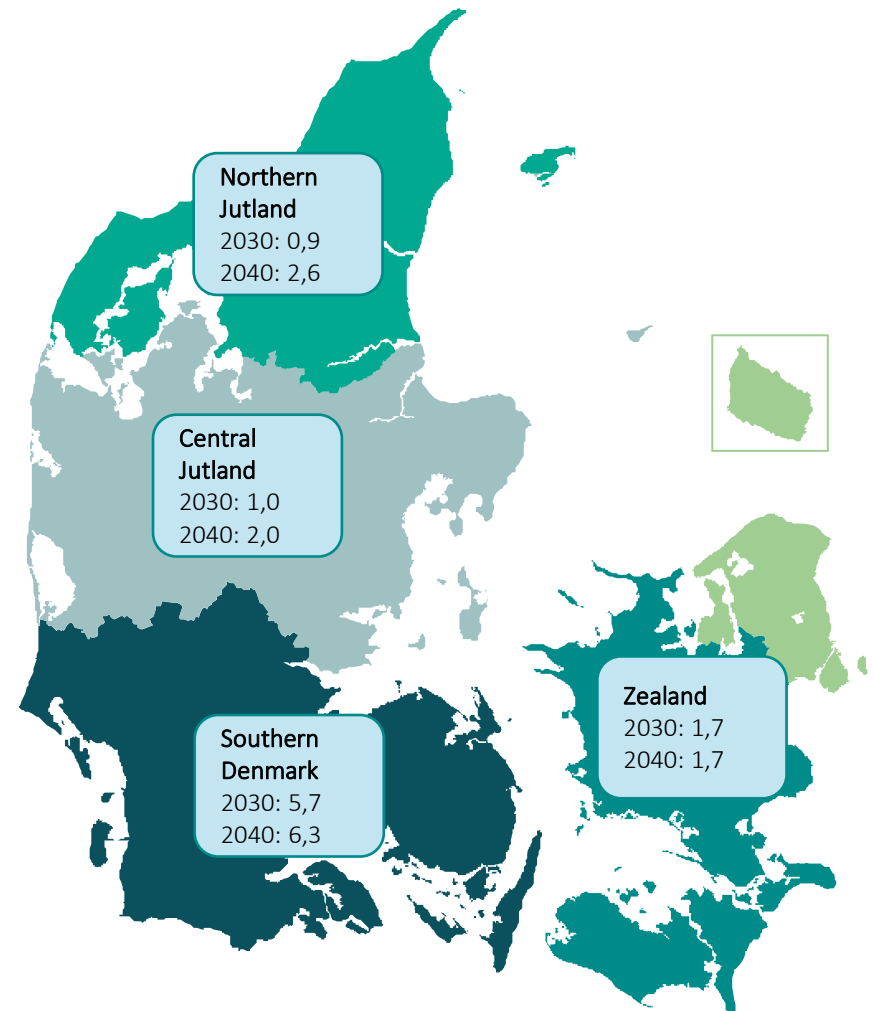 Northern
Jutland
2030: 0,9
2040: 2,6
Central
Jutland
2030: 1,0
2040: 2,0
Zealand
2030: 1,7
2040: 1,7
Southern
Denmark
2030: 5,7
2040: 6,3